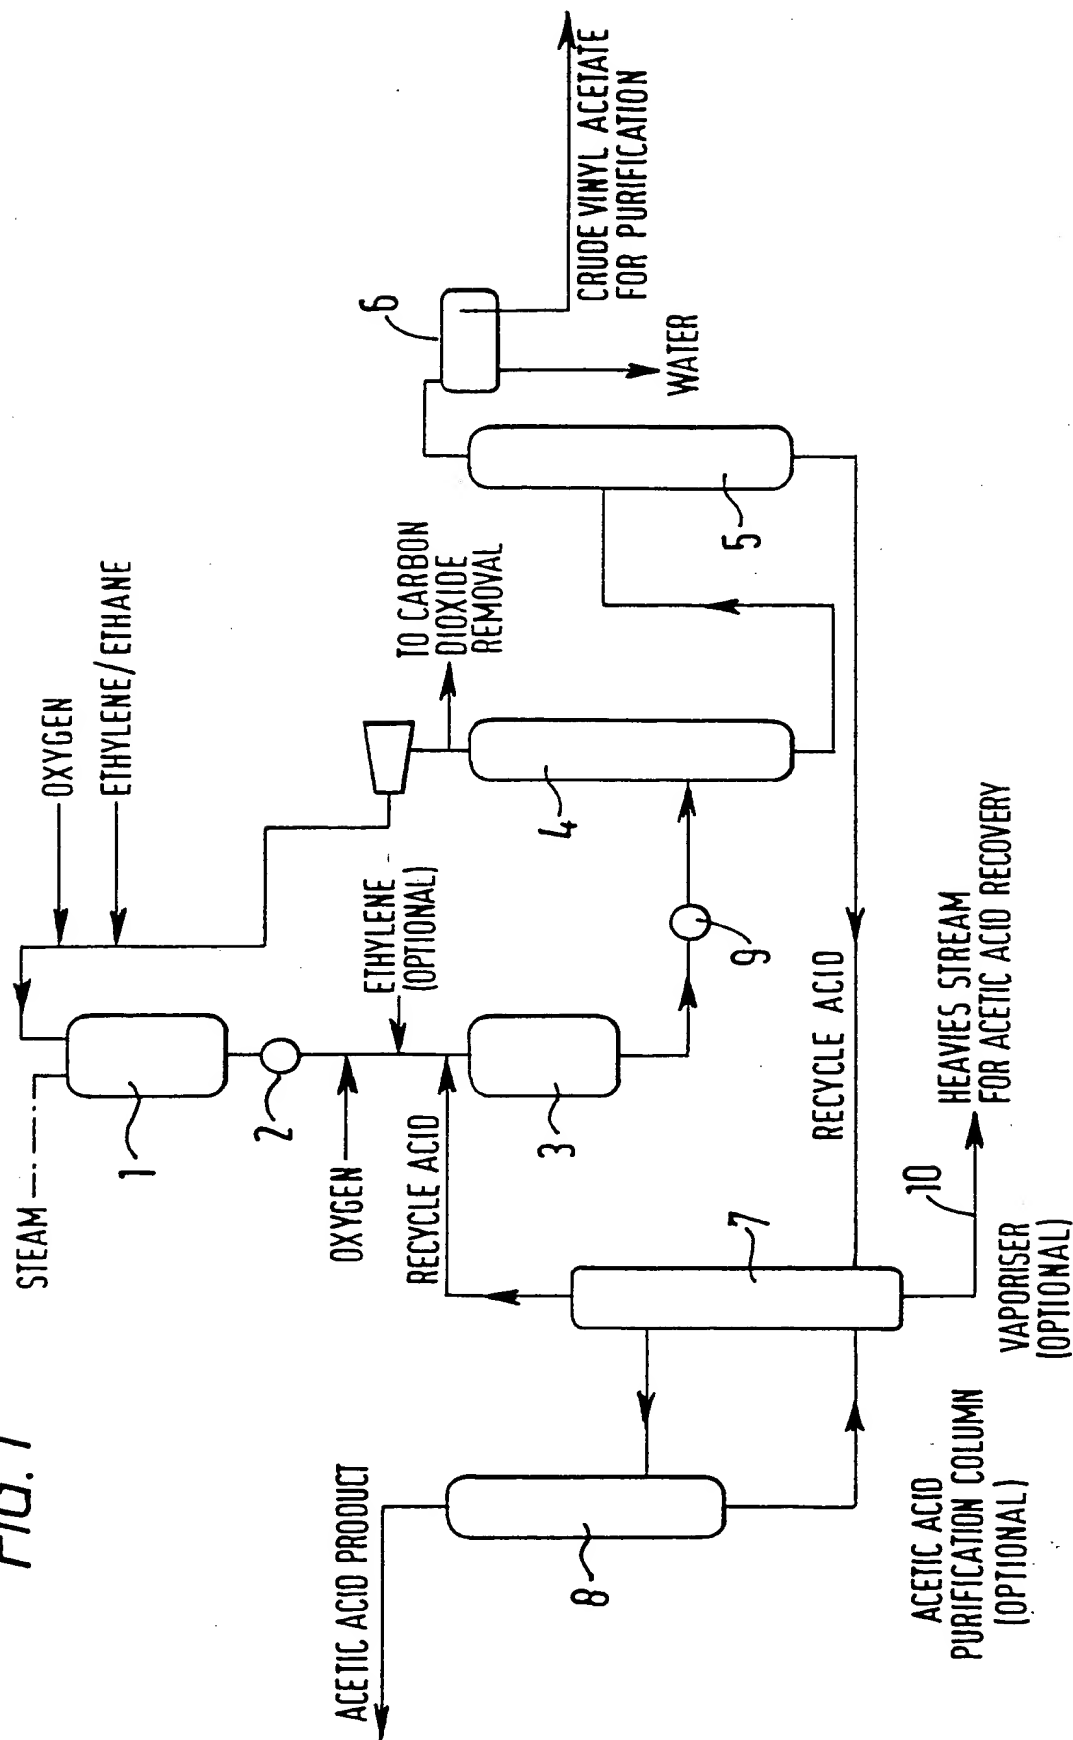 FIG. 1
STEAM
OXYGEN
ETHYLENE/ETHANE
1
2
OXYGEN
ETHYLENE
(OPTIONAL)
RECYCLE ACID
3
TO CARBON
DIOXIDE
REMOVAL
4
9
5
6
WATER
CRUDE VINYL ACETATE
FOR PURIFICATION
ACETIC ACID PRODUCT
8
7
RECYCLE ACID
10
HEAVIES STREAM
FOR ACETIC ACID RECOVERY
ACETIC ACID
PURIFICATION COLUMN
(OPTIONAL)
VAPORISER
(OPTIONAL)